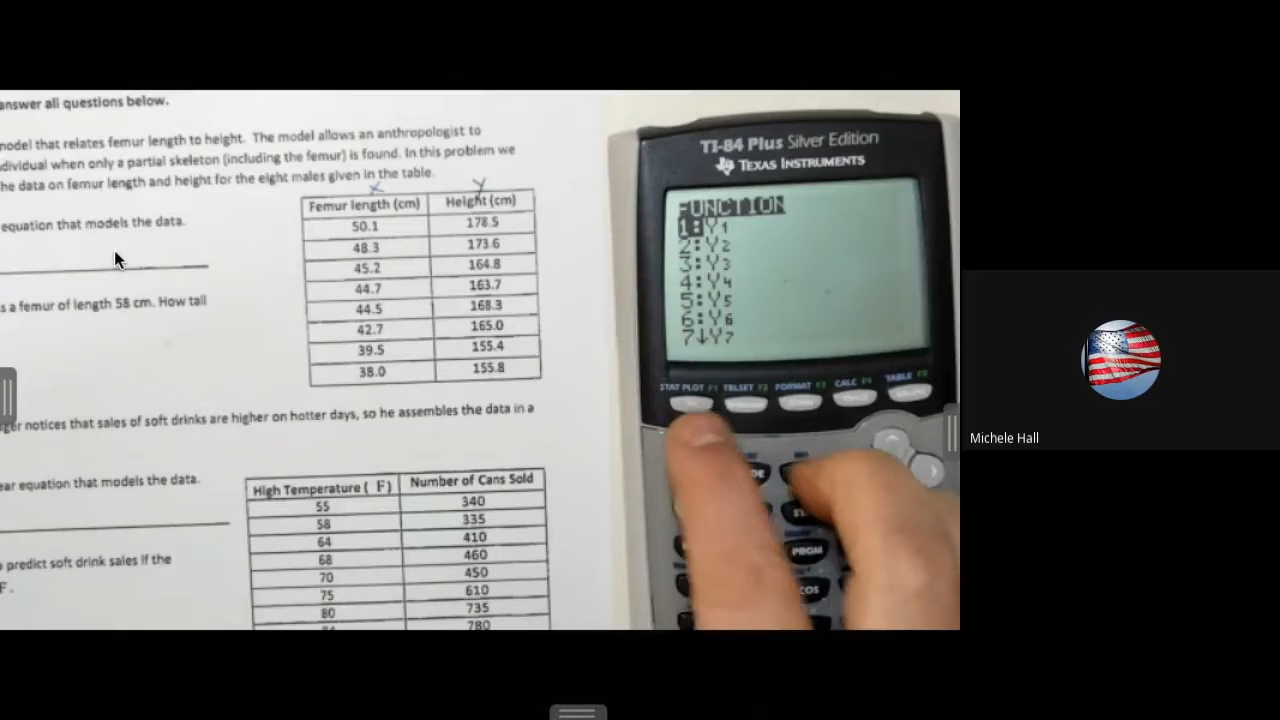 answer all questions below.
model that relates femur length to height. The model allows an anthropologist to
dividual when only a partial skeleton (including the femur) is found. In this problem we
he data on femur length and height for the eight males given in the table.
x y
Femur length (cm) Height (cm)
50.1 178.5
48.3 173.6
45.2 164.8
44.7 163.7
44.5 168.3
42.7 165.0
39.5 155.4
38.0 155.8
equation that models the data.
s a femur of length 58 cm. How tall
ger notices that sales of soft drinks are higher on hotter days, so he assembles the data in a
ear equation that models the data.
predict soft drink sales if the
F.
High Temperature ( F) Number of Cans Sold
55 340
58 335
64 410
68 460
70 450
75 610
80 735
780
TI-84 Plus Silver Edition
TEXAS INSTRUMENTS
FUNCTION
1:Y1
2:Y2
3:Y3
4:Y4
5:Y5
6:Y6
7↓Y7
STAT PLOT F1 TBLSET F2 FORMAT F3 CALC F4 TABLE F5
PRGM
COS
Michele Hall